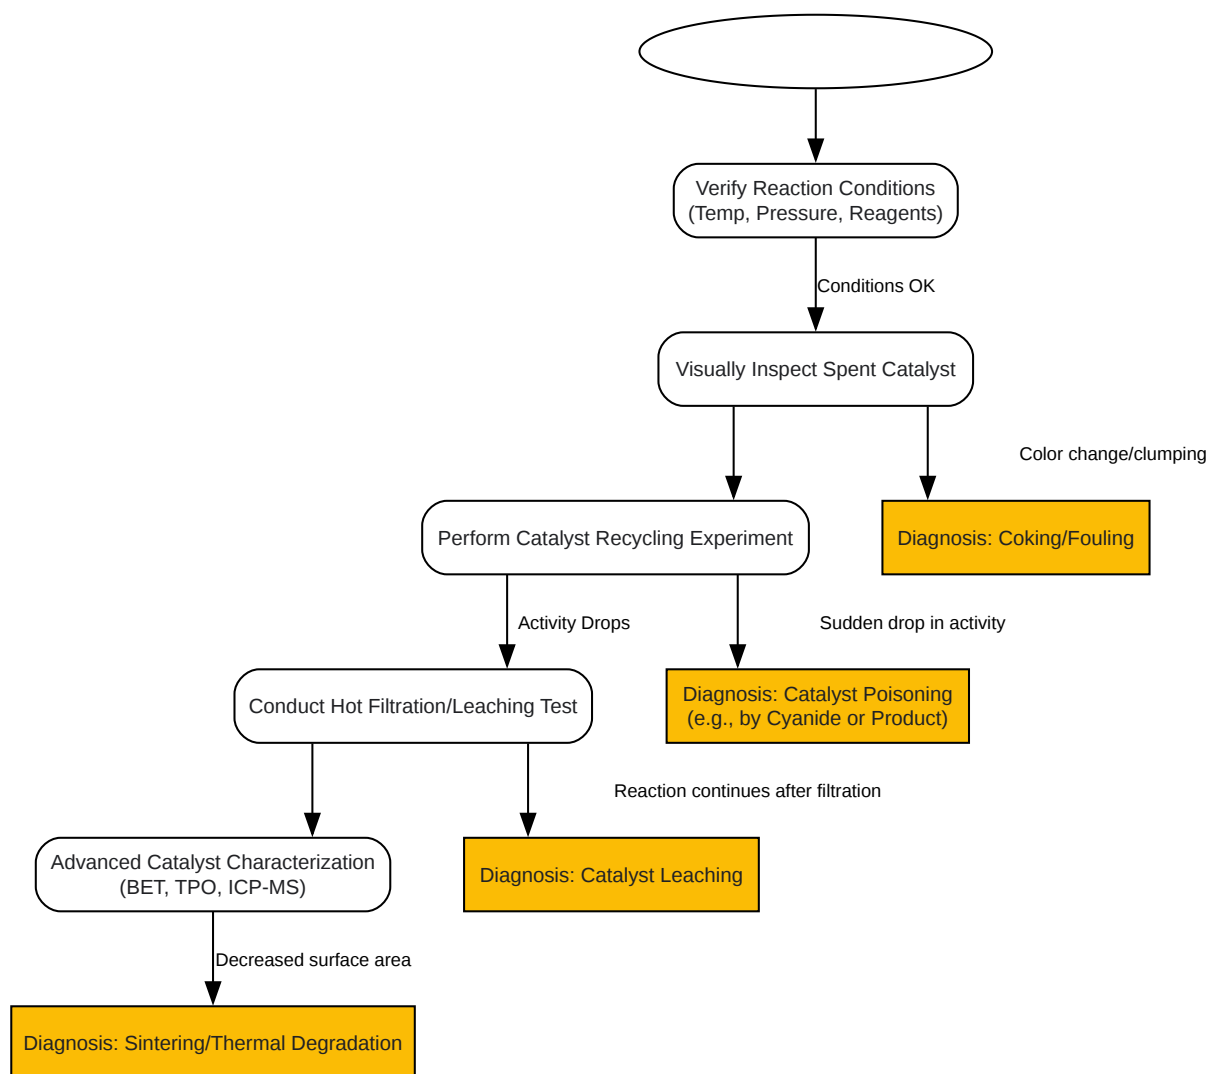 Verify Reaction Conditions
(Temp, Pressure, Reagents)
Conditions OK
Visually Inspect Spent Catalyst
Color change/clumping
Perform Catalyst Recycling Experiment
Diagnosis: Coking/Fouling
Activity Drops
Sudden drop in activity
Conduct Hot Filtration/Leaching Test
Diagnosis: Catalyst Poisoning
(e.g., by Cyanide or Product)
Reaction continues after filtration
Advanced Catalyst Characterization
(BET, TPO, ICP-MS)
Diagnosis: Catalyst Leaching
Decreased surface area
Diagnosis: Sintering/Thermal Degradation